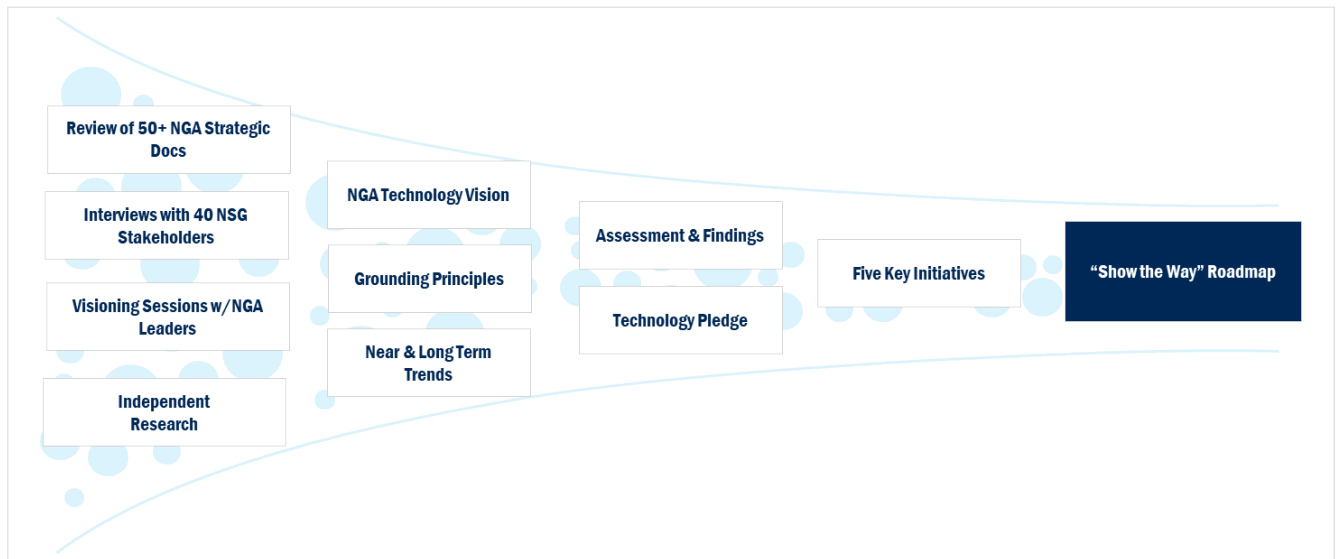 Review of 50+ NGA Strategic
Docs
Interviews with 40 NSG
Stakeholders
Visioning Sessions w/NGA
Leaders
Independent
Research
NGA Technology Vision
Grounding Principles
Near & Long Term
Trends
Assessment & Findings
Technology Pledge
Five Key Initiatives
“Show the Way” Roadmap